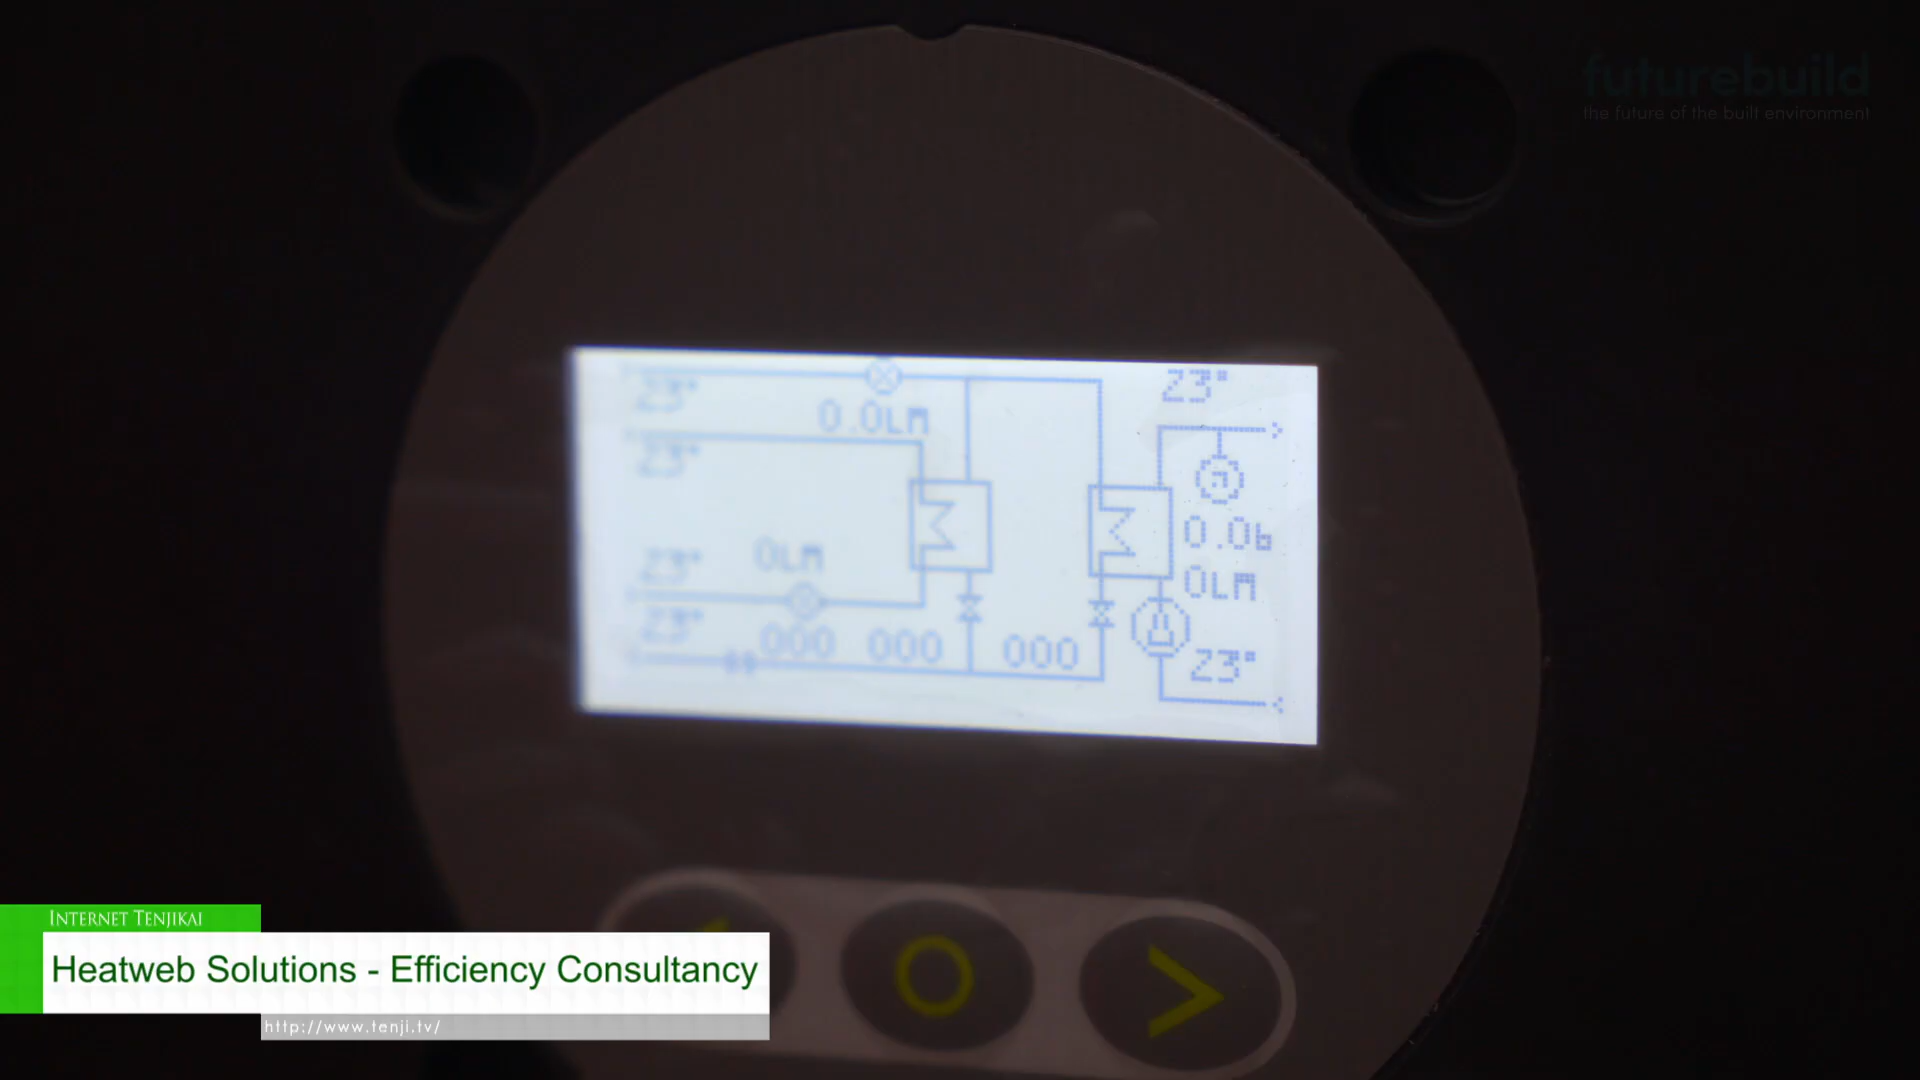 futurebuild
the future of the built environment
23°
0.0LM
23°
23°
0.0b
0LM
0LM
23°
23°
000 000 000
23°
INTERNET TENJIKAI
Heatweb Solutions - Efficiency Consultancy
http://www.tenji.tv/